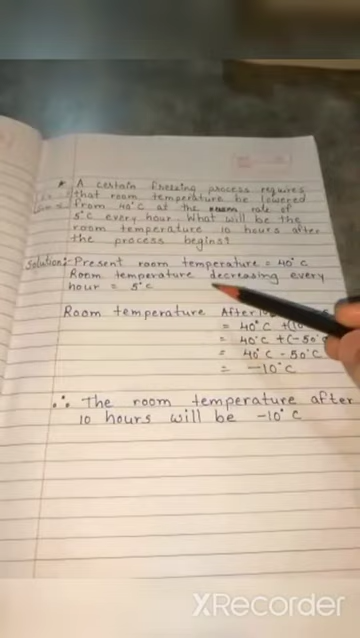 * A certain freezing process requires
that room temperature be lowered
from 40°C at the rate of
5°C every hour. What will be the
room temperature 10 hours after
the process begins?
Solution:- Present room temperature = 40°C
Room temperature decreasing every
hour = 5°C
Room temperature After 10
= 40°C + (10
= 40°C + (-50°C
= 40°C - 50°C
= -10°C
∴ The room temperature after
10 hours will be -10°C
XRecorder